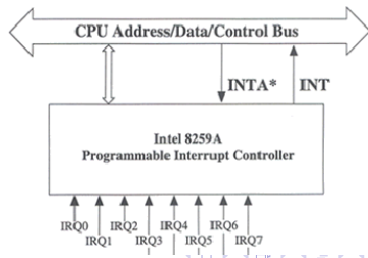 CPU Address/Data/Control Bus
INTA* INT
Intel 8259A
Programmable Interrupt Controller
IRQ0 IRQ2 IRQ4 IRQ6
IRQ1 IRQ3 IRQ5 IRQ7